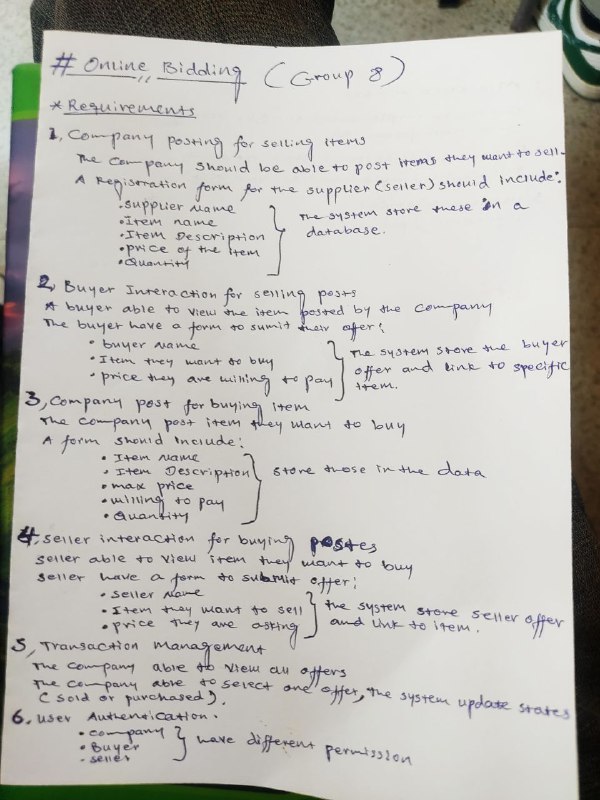 # Online Bidding (Group 8)
* Requirements
1, Company posting for selling items
The Company should be able to post items they want to sell.
A Registration form for the supplier (seller) should include:
• supplier Name
• Item name
• Item Description
• price of the item
• Quantity
The system store these in a
database.
2, Buyer Interaction for selling posts
A buyer able to view the item posted by the company
The buyer have a form to sumit their offer:
• buyer name
• Item they want to buy
• price they are willing to pay
The system store the buyer
offer and link to specific
item.
3, Company post for buying item
The company post item they want to buy
A form should include:
• Item Name
• Item Description
• max price
• willing to pay
• Quantity
store those in the data
4. seller interaction for buying postes
seller able to view item they want to buy
seller have a form to submit offer:
• seller Name
• Item they want to sell
• price they are asking
the system store seller offer
and link to item.
5, Transaction Management
The company able to view all offers
The company able to select one offer, the system update states
(sold or purchased).
6. user Authentication.
• company
• Buyer
• seller
have different permission